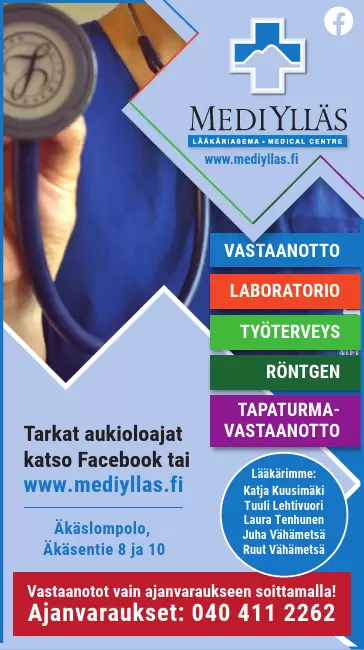 MEDIYLLÄS
LÄÄKÄRIASEMA • MEDICAL CENTRE
www.mediyllas.fi
VASTAANOTTO
LABORATORIO
TYÖTERVEYS
RÖNTGEN
TAPATURMA-
VASTAANOTTO
Tarkat aukioloajat
katso Facebook tai
www.mediyllas.fi
Äkäslompolo,
Äkäsentie 8 ja 10
Lääkärimme:
Katja Kuusimäki
Tuuli Lehtivuori
Laura Tenhunen
Juha Vähämetsä
Ruut Vähämetsä
Vastaanotot vain ajanvaraukseen soittamalla!
Ajanvaraukset: 040 411 2262